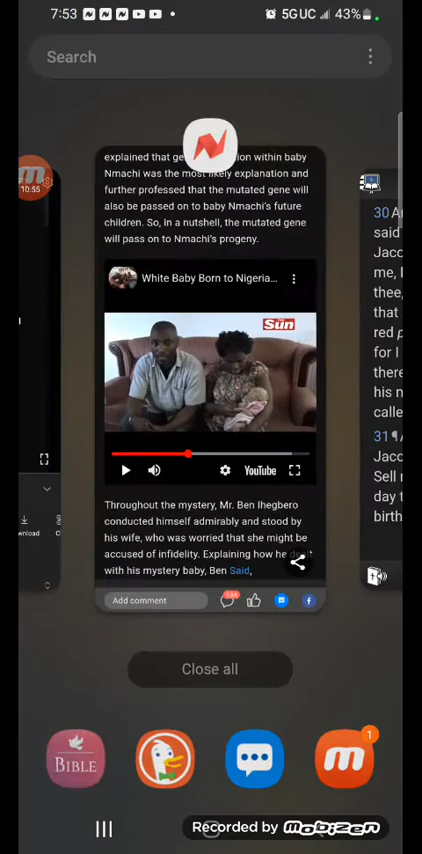 7:53
5GUC
43%
Search
10:55
explained that ge
ion within baby
Nmachi was the most likely explanation and
further professed that the mutated gene will
also be passed on to baby Nmachi's future
children. So, in a nutshell, the mutated gene
will pass on to Nmachi's progeny.
White Baby Born to Nigeria...
The Sun
YouTube
Throughout the mystery, Mr. Ben Ihegbero
conducted himself admirably and stood by
his wife, who was worried that she might be
accused of infidelity. Explaining how he
with his mystery baby, Ben Said,
Add comment
wnload
30
said
Jaco
me, I
thee,
that
red
for I
there
his n
calle
31¶
Jaco
Sell
day t
birth
Close all
BIBLE
m
1
Recorded by mobizen